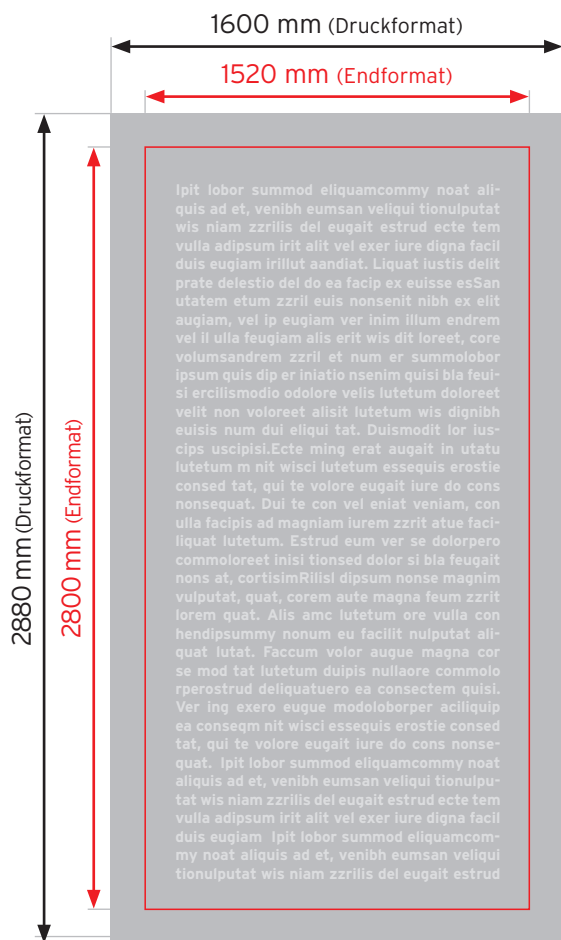 1600 mm (Druckformat)
1520 mm (Endformat)
2880 mm (Druckformat)
2800 mm (Endformat)
Ipit lobor summod eliquamcommy noat ali-
quis ad et, venibh eumsan veliqui tionulputat
wis niam zzrilis del eugait estrud ecte tem
vulla adipsum irit alit vel exer iure digna facil
duis eugiam irillut aandiat. Liquat iustis delit
prate delestio del do ea facip ex euisse esSan
utatem etum zzril euis nonsenit nibh ex elit
augiam, vel ip eugiam ver inim illum endrem
vel il ulla feugiam alis erit wis dit loreet, core
volumsandrem zzril et num er summolobor
ipsum quis dip er iniatio nsenim quisi bla feui-
si ercilismodio odolore velis lutetum doloreet
velit non voloreet alisit lutetum wis dignibh
euisis num dui eliqui tat. Duismodit lor ius-
cips uscipisi.Ecte ming erat augait in utatu
lutetum m nit wisci lutetum essequis erostie
consed tat, qui te volore eugait iure do cons
nonsequat. Dui te con vel eniat veniam, con
ulla facipis ad magniam iurem zzrit atue faci-
liquat lutetum. Estrud eum ver se dolorpero
commoloreet inisi tionsed dolor si bla feugait
nons at, cortisimRilisl dipsum nonse magnim
vulputat, quat, corem aute magna feum zzrit
lorem quat. Alis amc lutetum ore vulla con
hendipsummy nonum eu facilit nulputat ali-
quat lutat. Faccum volor augue magna cor
se mod tat lutetum duipis nullaore commolo
rperostrud deliquatuero ea consectem quisi.
Ver ing exero eugue modoloborper aciliquip
ea conseqm nit wisci essequis erostie consed
tat, qui te volore eugait iure do cons nonse-
quat. Ipit lobor summod eliquamcommy noat
aliquis ad et, venibh eumsan veliqui tionulpu-
tat wis niam zzrilis del eugait estrud ecte tem
vulla adipsum irit alit vel exer iure digna facil
duis eugiam Ipit lobor summod eliquamcom-
my noat aliquis ad et, venibh eumsan veliqui
tionulputat wis niam zzrilis del eugait estrud